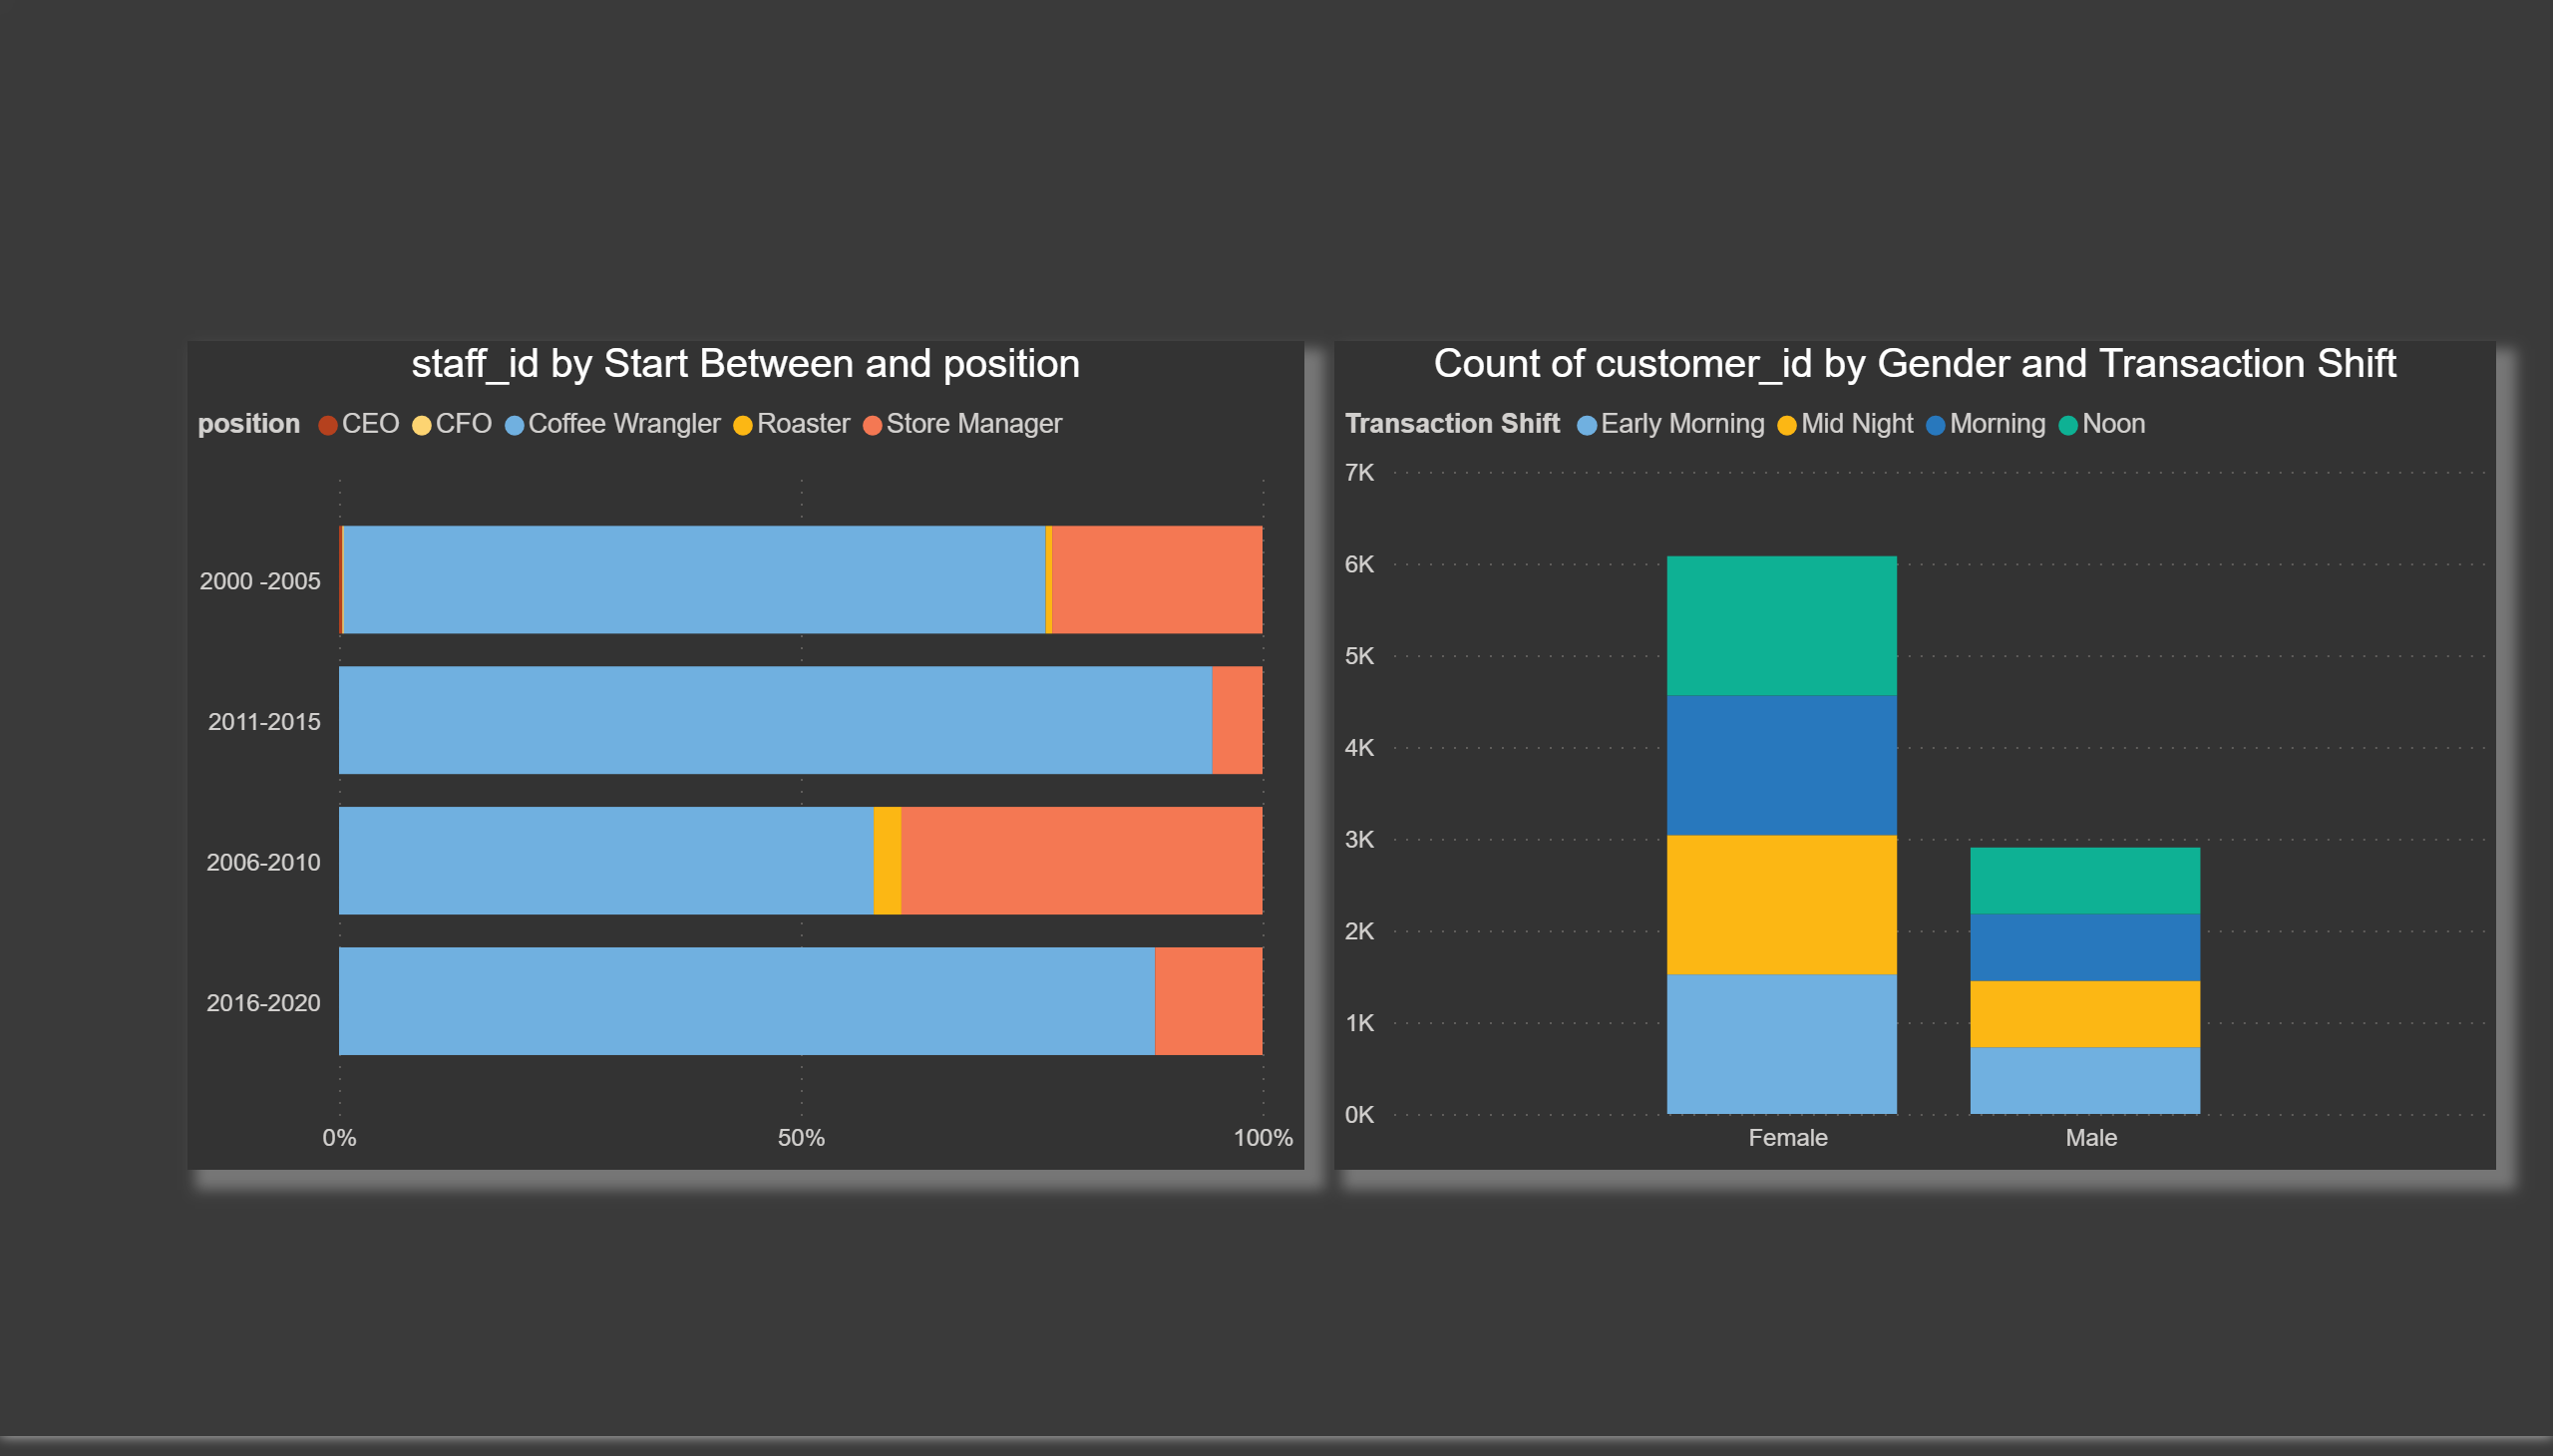 staff_id by Start Between and position
position CEO CFO Coffee Wrangler Roaster Store Manager
2000 -2005
2011-2015
2006-2010
2016-2020
0% 50% 100%
Count of customer_id by Gender and Transaction Shift
Transaction Shift Early Morning Mid Night Morning Noon
7K
6K
5K
4K
3K
2K
1K
0K
Female Male